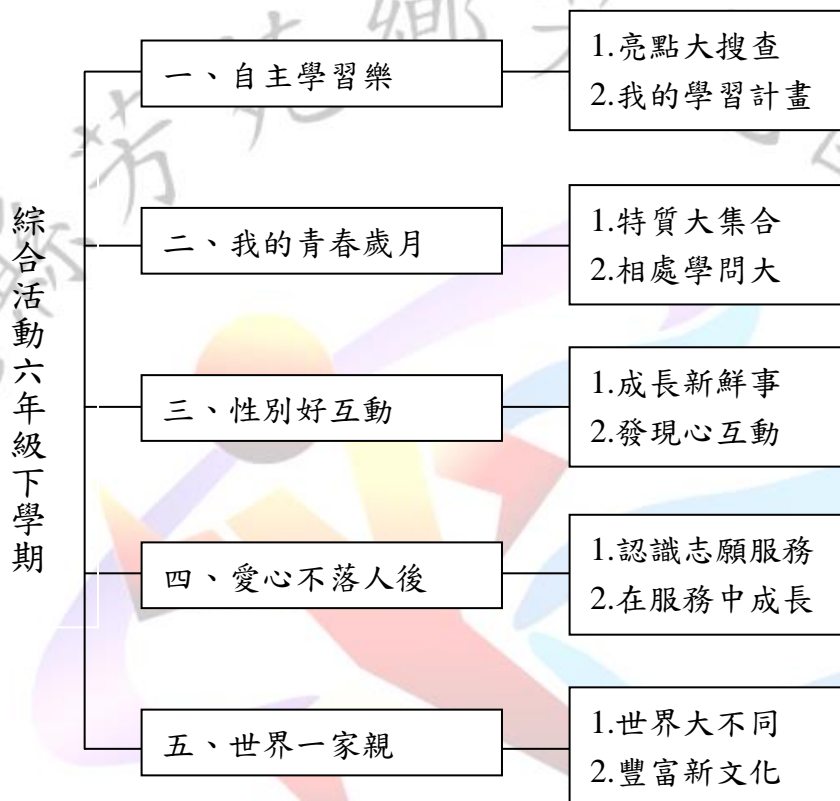 綜合活動六年級下學期
一、自主學習樂
1.亮點大搜查
2.我的學習計畫
二、我的青春歲月
1.特質大集合
2.相處學問大
三、性別好互動
1.成長新鮮事
2.發現心互動
四、愛心不落人後
1.認識志願服務
2.在服務中成長
五、世界一家親
1.世界大不同
2.豐富新文化
縣芳苑鄉